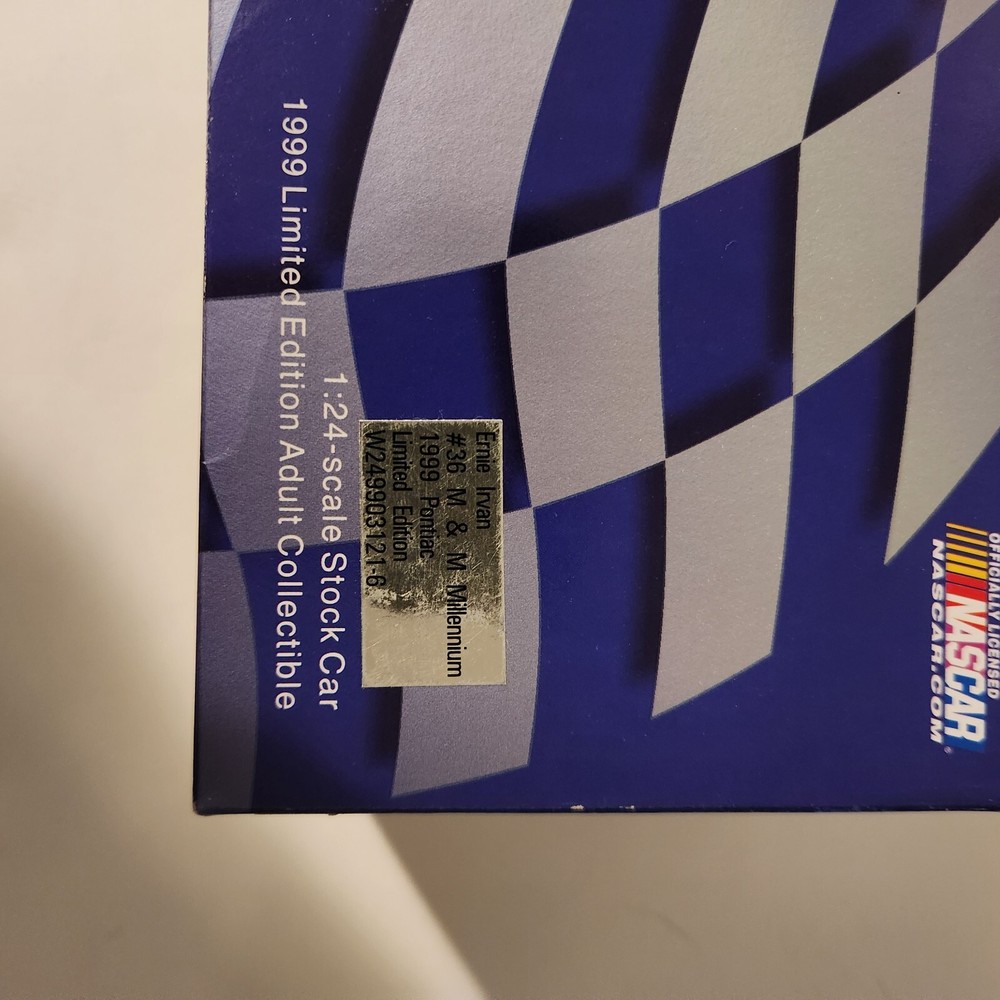 OFFICIALLY LICENSED
NASCAR
NASCAR.COM
Ernie Irvan
#36 M & M Millennium
1999 Pontiac
Limited Edition
W249903121-6
1:24-scale Stock Car
1999 Limited Edition Adult Collectible